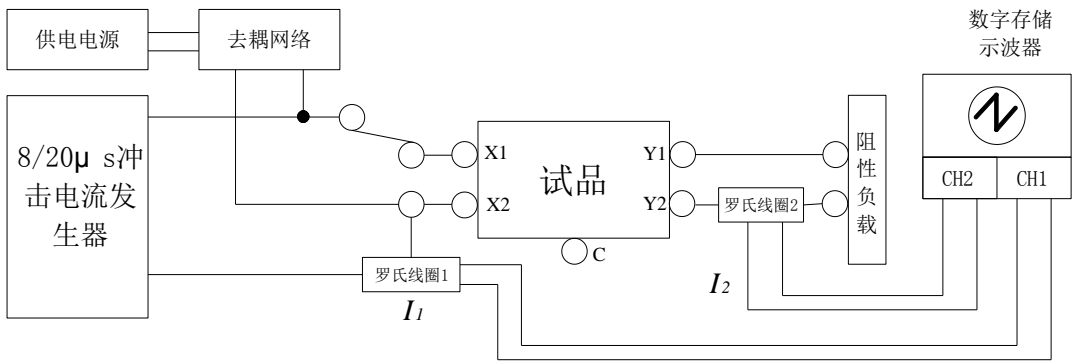 供电电源
去耦网络
数字存储
示波器
8/20μ s冲
击电流发
生器
X1
X2
试品
Y1
Y2
C
罗氏线圈1
I1
罗氏线圈2
I2
阻
性
负
载
CH2
CH1